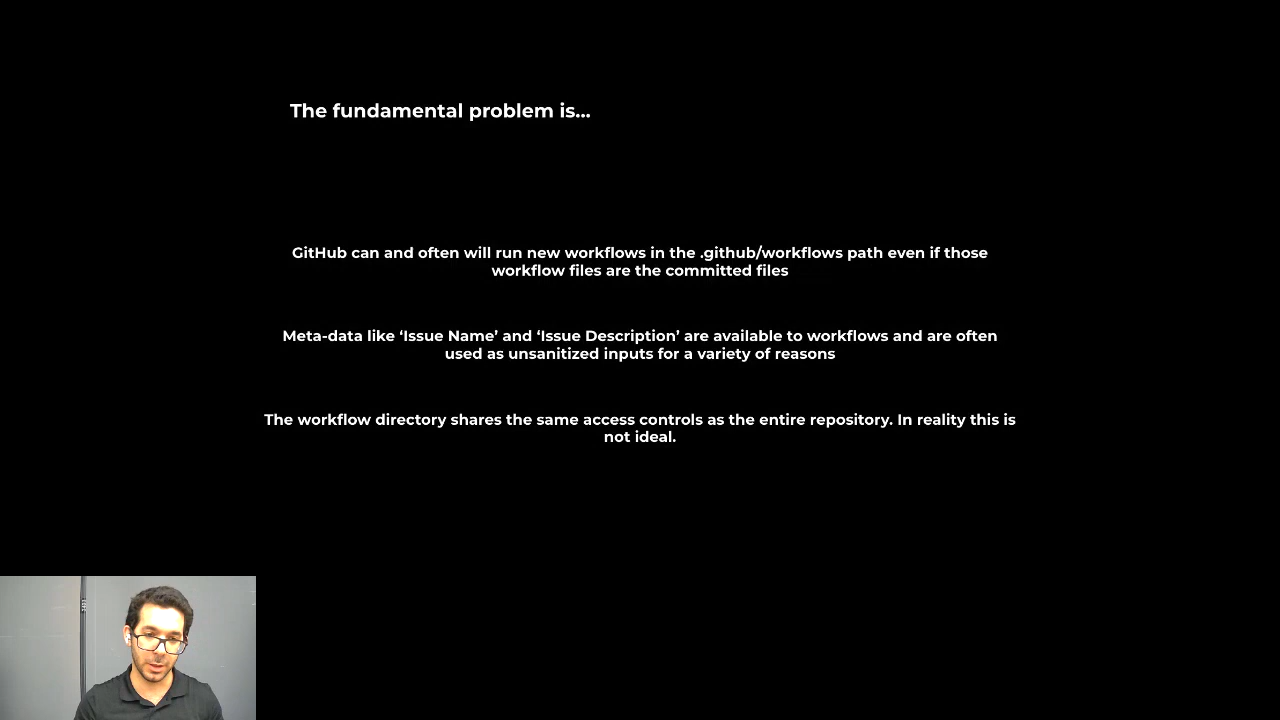 The fundamental problem is...
GitHub can and often will run new workflows in the .github/workflows path even if those
workflow files are the committed files
Meta-data like ‘Issue Name’ and ‘Issue Description’ are available to workflows and are often
used as unsanitized inputs for a variety of reasons
The workflow directory shares the same access controls as the entire repository. In reality this is
not ideal.